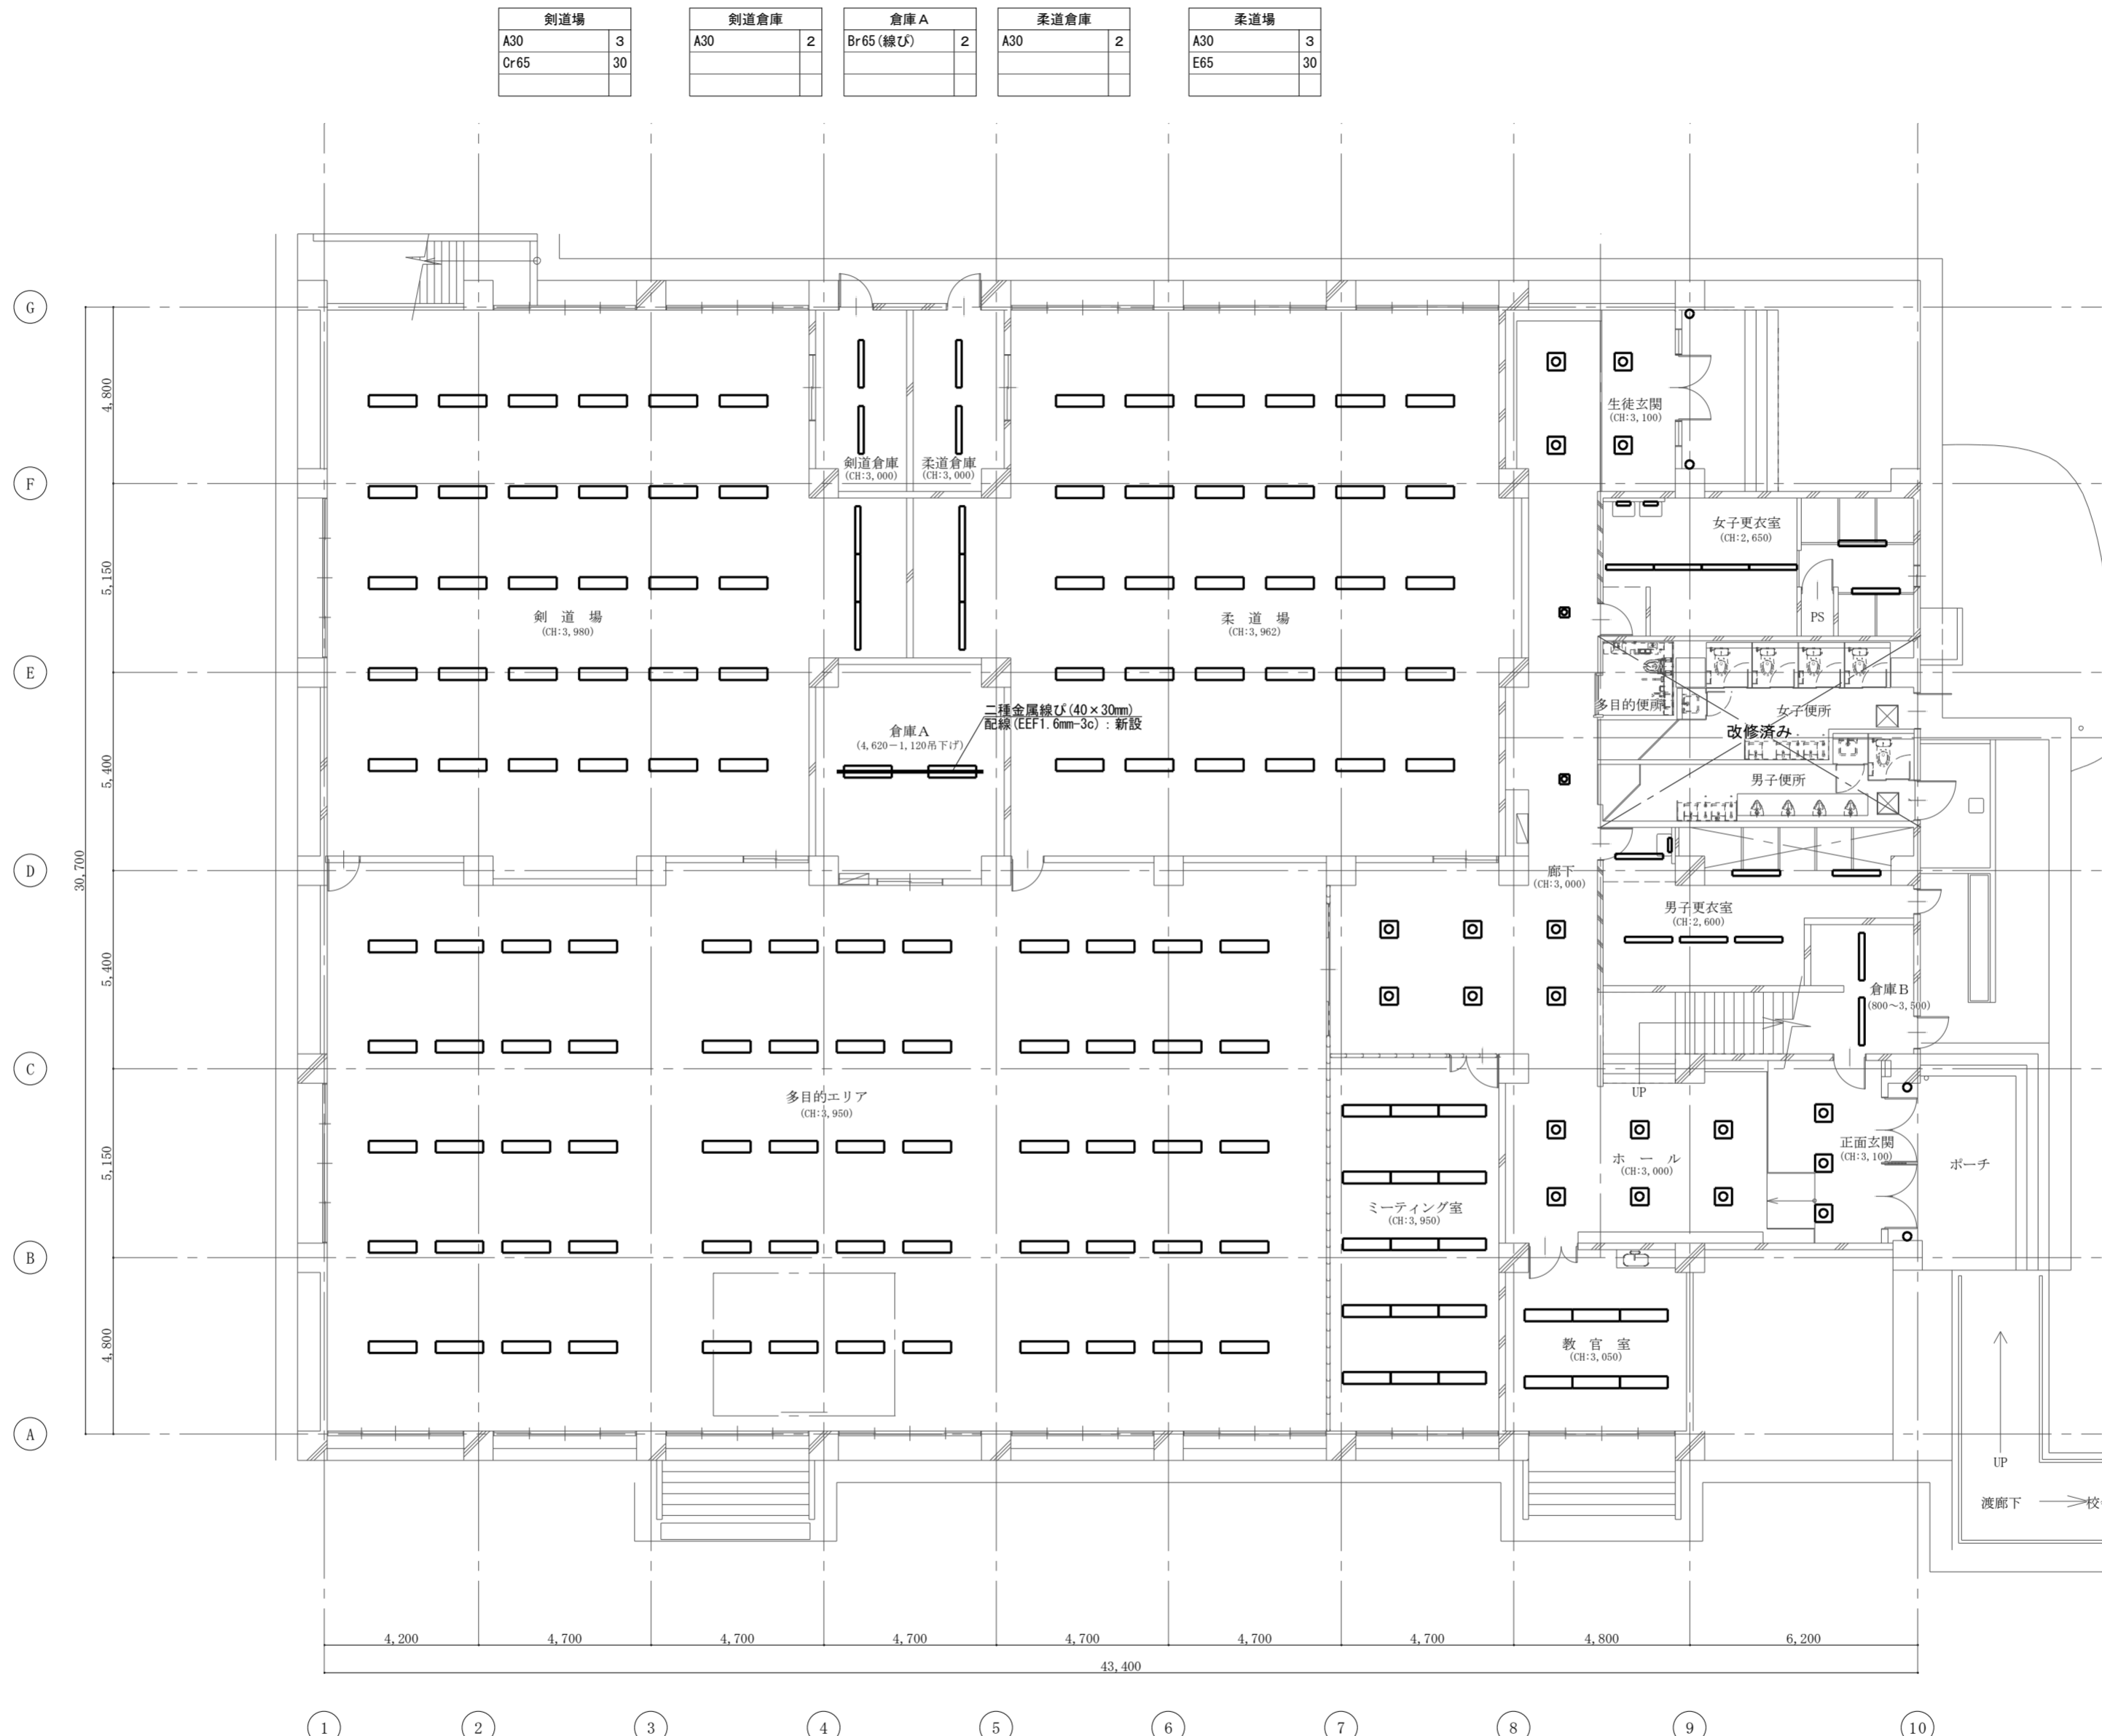 剣道場
A30 3
Cr65 30
剣道倉庫
A30 2
倉庫A
Br65(線ぴ) 2
柔道倉庫
A30 2
柔道場
A30 3
E65 30
G
F
E
D
C
B
A
4,800
5,150
5,400
5,400
5,150
4,800
30,700
剣道倉庫
(CH:3,000)
柔道倉庫
(CH:3,000)
生徒玄関
(CH:3,100)
女子更衣室
(CH:2,650)
PS
剣 道 場
(CH:3,980)
柔 道 場
(CH:3,962)
倉庫A
(4,620−1,120吊下げ)
二種金属線ぴ(40×30mm)
配線(EEF1.6mm-3c) : 新設
多目的便所
女子便所
改修済み
男子便所
廊下
(CH:3,000)
男子更衣室
(CH:2,600)
倉庫B
(800〜3,500)
多目的エリア
(CH:3,950)
UP
ホ ー ル
(CH:3,000)
正面玄関
(CH:3,100)
ポーチ
ミーティング室
(CH:3,950)
教 官 室
(CH:3,050)
UP
渡廊下
校
4,200
4,700
4,700
4,700
4,700
4,700
4,700
4,800
6,200
43,400
1
2
3
4
5
6
7
8
9
10